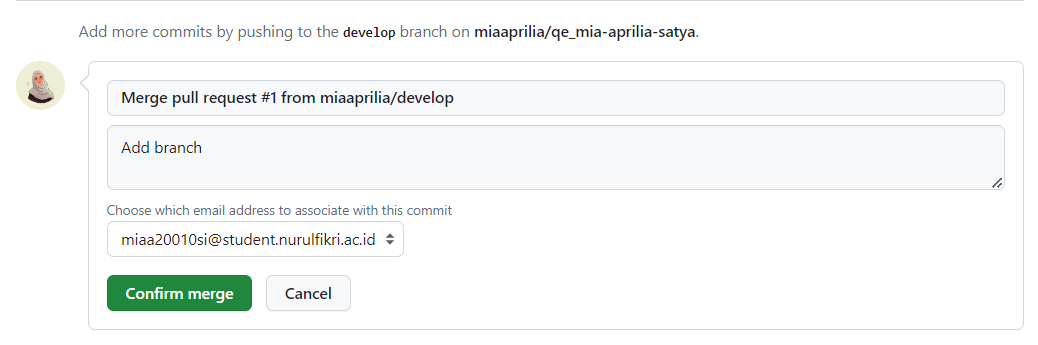 Add more commits by pushing to the develop branch on miaaprilia/qe_mia-aprilia-satya.
Merge pull request #1 from miaaprilia/develop
Add branch
Choose which email address to associate with this commit
miaa20010si@student.nurulfikri.ac.id
Confirm merge
Cancel